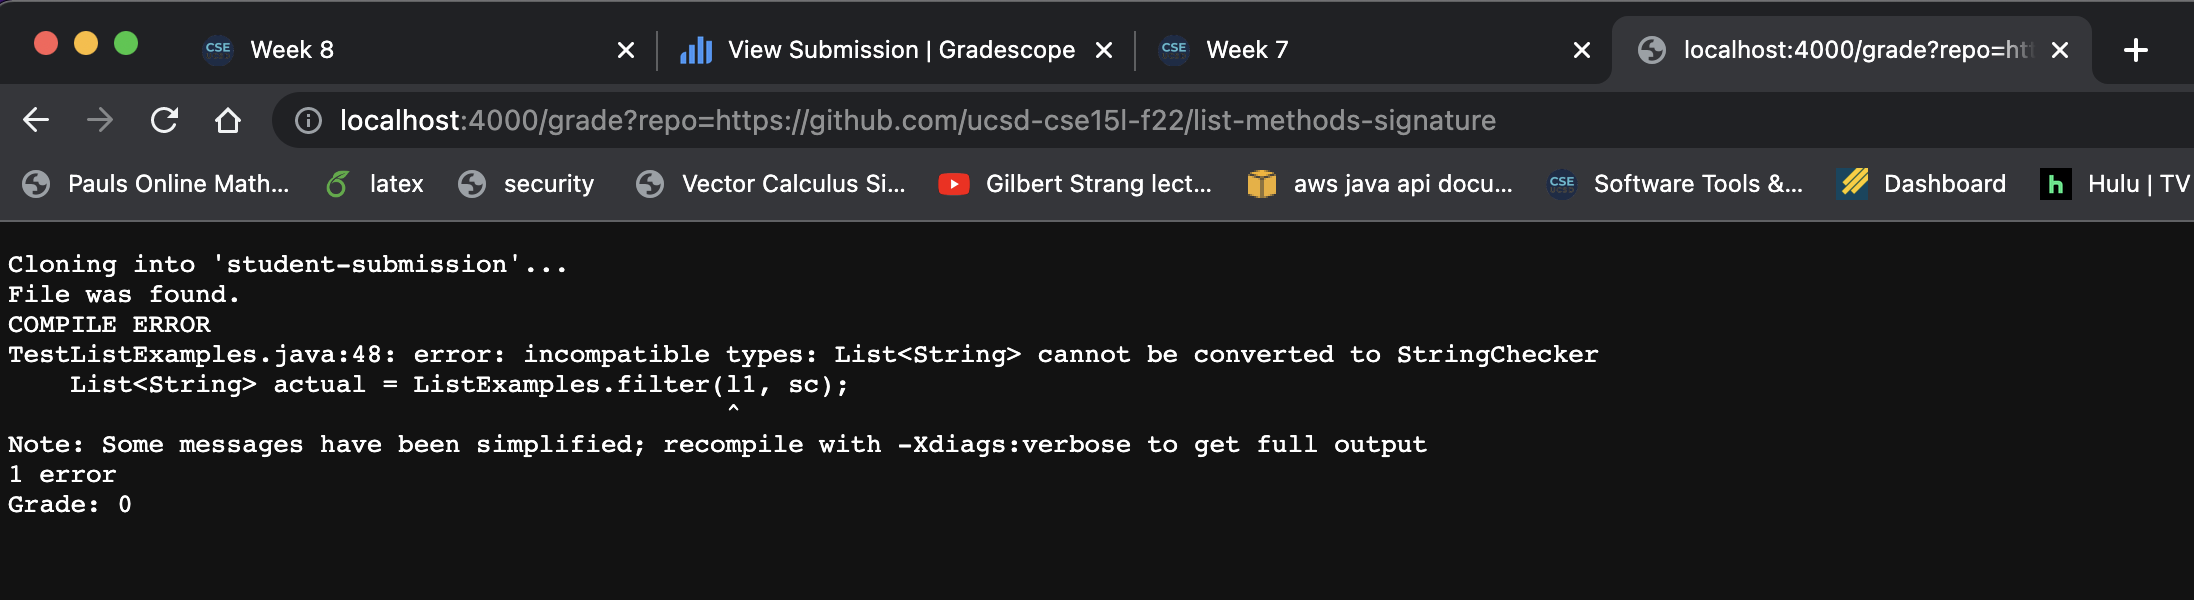 CSE Week 8
View Submission | Gradescope
CSE Week 7
localhost:4000/grade?repo=htt
localhost:4000/grade?repo=https://github.com/ucsd-cse15l-f22/list-methods-signature
Pauls Online Math...
latex
security
Vector Calculus Si...
Gilbert Strang lect...
aws java api docu...
CSE Software Tools &...
Dashboard
h Hulu | TV
Cloning into 'student-submission'...
File was found.
COMPILE ERROR
TestListExamples.java:48: error: incompatible types: List<String> cannot be converted to StringChecker
    List<String> actual = ListExamples.filter(l1, sc);
                                              ^
Note: Some messages have been simplified; recompile with -Xdiags:verbose to get full output
1 error
Grade: 0